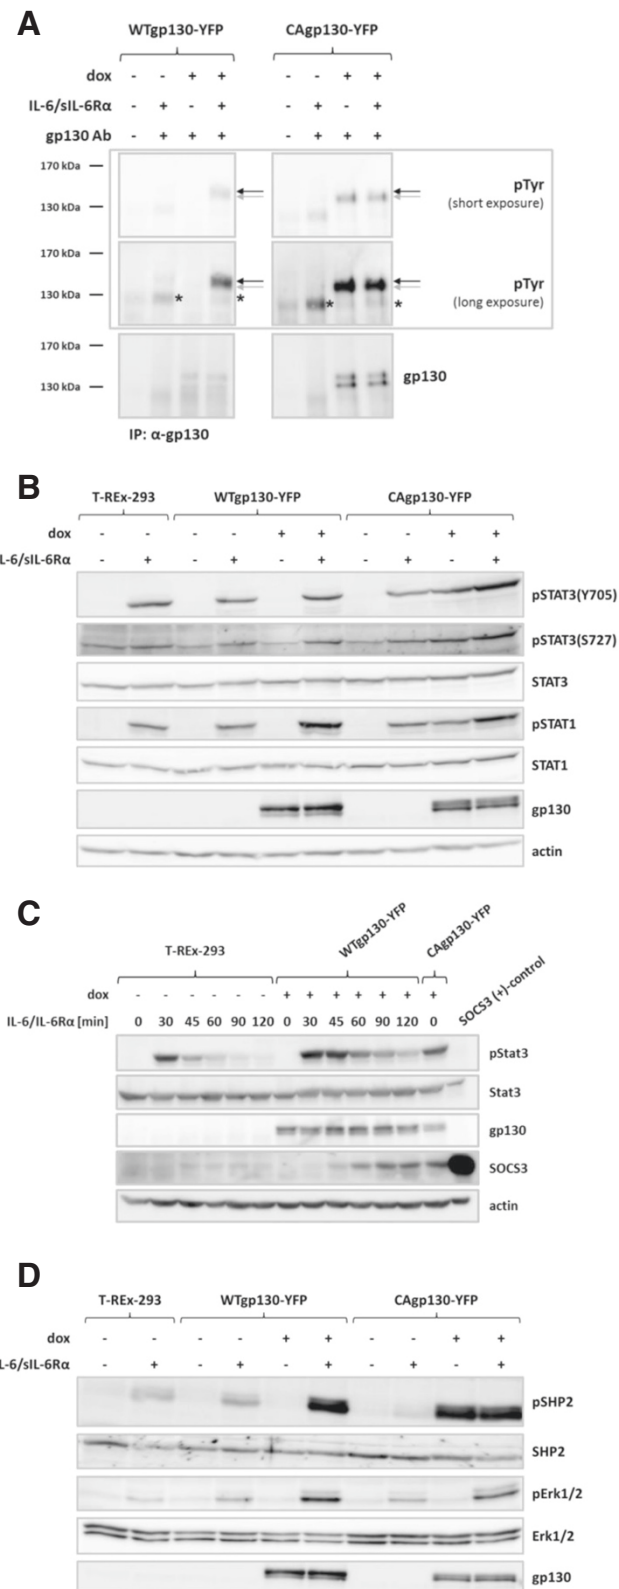 A
WTgp130-YFP CAgp130-YFP
dox - - + + - - + +
IL-6/sIL-6Rα - + + - + +
gp130 Ab - + + + - + + +
170 kDa
130 kDa
pTyr
(short exposure)
170 kDa
130 kDa
* * * *
pTyr
(long exposure)
170 kDa
130 kDa
gp130
IP: α-gp130
B
T-REx-293 WTgp130-YFP CAgp130-YFP
dox - - - - + + - - + +
L-6/sIL-6Rα - + - + - + - + - +
pSTAT3(Y705)
pSTAT3(S727)
STAT3
pSTAT1
STAT1
gp130
actin
C
T-REx-293 WTgp130-YFP CAgp130-YFP SOCS3 (+)-control
dox - - - - - - + + + + + + +
IL-6/IL-6Rα [min] 0 30 45 60 90 120 0 30 45 60 90 120 0
pStat3
Stat3
gp130
SOCS3
actin
D
T-REx-293 WTgp130-YFP CAgp130-YFP
dox - - - - + + - - + +
L-6/sIL-6Rα - + - + - + - + - +
pSHP2
SHP2
pErk1/2
Erk1/2
gp130